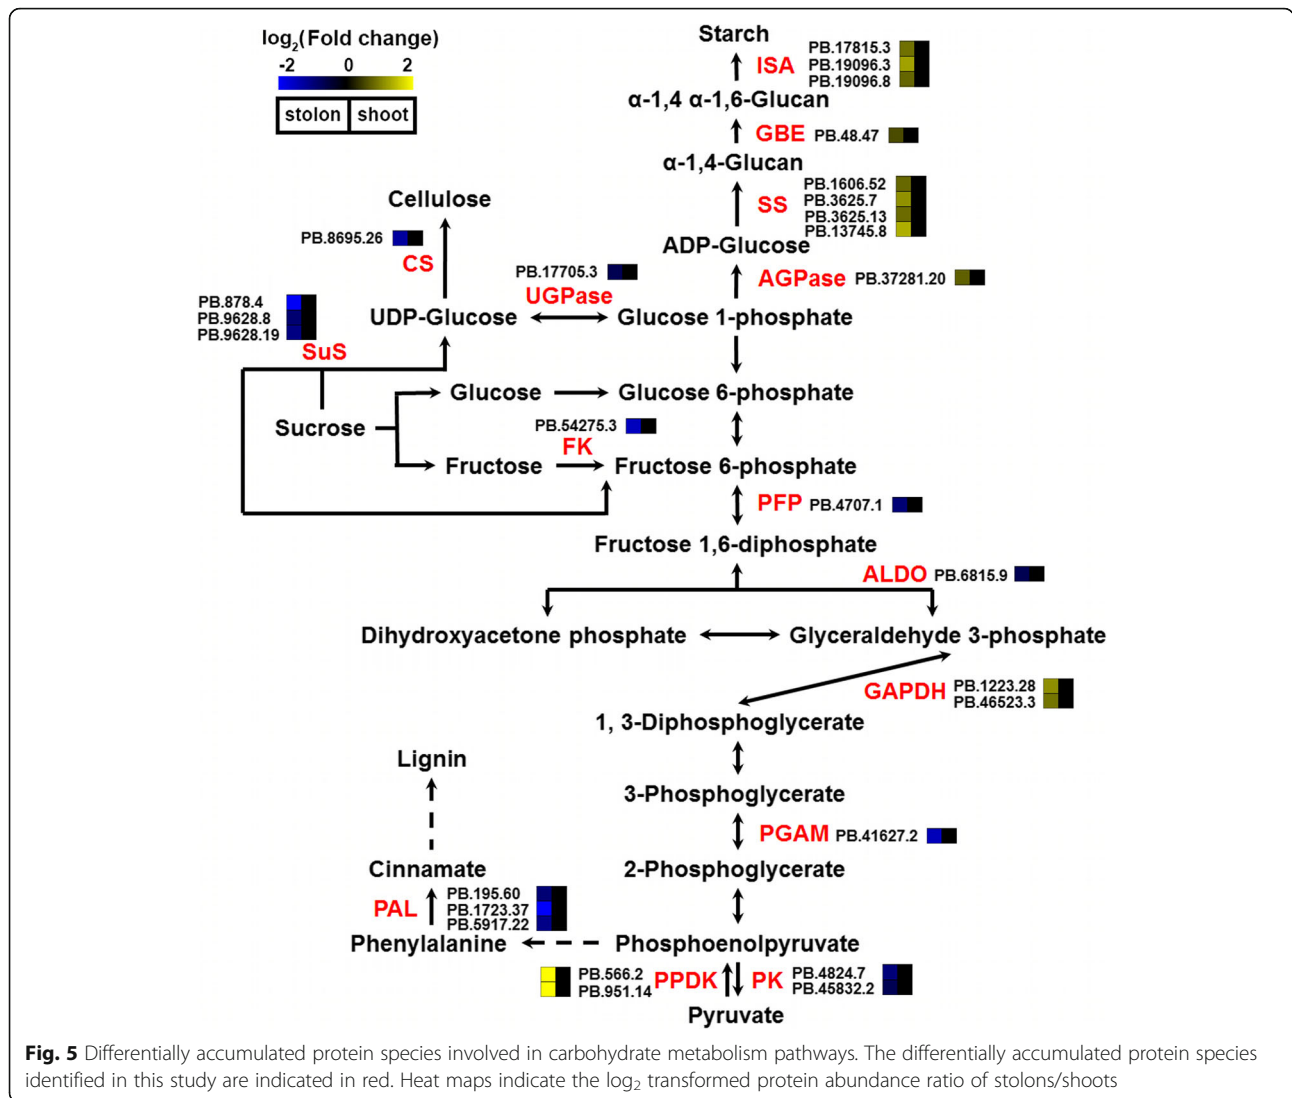 log2(Fold change)
-2 0 2
stolon shoot
Starch
ISA
PB.17815.3
PB.19096.3
PB.19096.8
α-1,4 α-1,6-Glucan
GBE PB.48.47
α-1,4-Glucan
SS
PB.1606.52
PB.3625.7
PB.3625.13
PB.13745.8
Cellulose
PB.8695.26
CS
ADP-Glucose
PB.17705.3
UGPase
AGPase PB.37281.20
PB.878.4
PB.9628.8
PB.9628.19
SuS
UDP-Glucose
Glucose 1-phosphate
Glucose
Glucose 6-phosphate
Sucrose
PB.54275.3
FK
Fructose
Fructose 6-phosphate
PFP PB.4707.1
Fructose 1,6-diphosphate
ALDO PB.6815.9
Dihydroxyacetone phosphate
Glyceraldehyde 3-phosphate
GAPDH
PB.1223.28
PB.46523.3
1, 3-Diphosphoglycerate
Lignin
3-Phosphoglycerate
PGAM PB.41627.2
Cinnamate
2-Phosphoglycerate
PAL
PB.195.60
PB.1723.37
PB.5917.22
Phenylalanine
Phosphoenolpyruvate
PB.566.2
PB.951.14
PPDK
PK
PB.4824.7
PB.45832.2
Pyruvate
Fig. 5 Differentially accumulated protein species involved in carbohydrate metabolism pathways. The differentially accumulated protein species
identified in this study are indicated in red. Heat maps indicate the log2 transformed protein abundance ratio of stolons/shoots